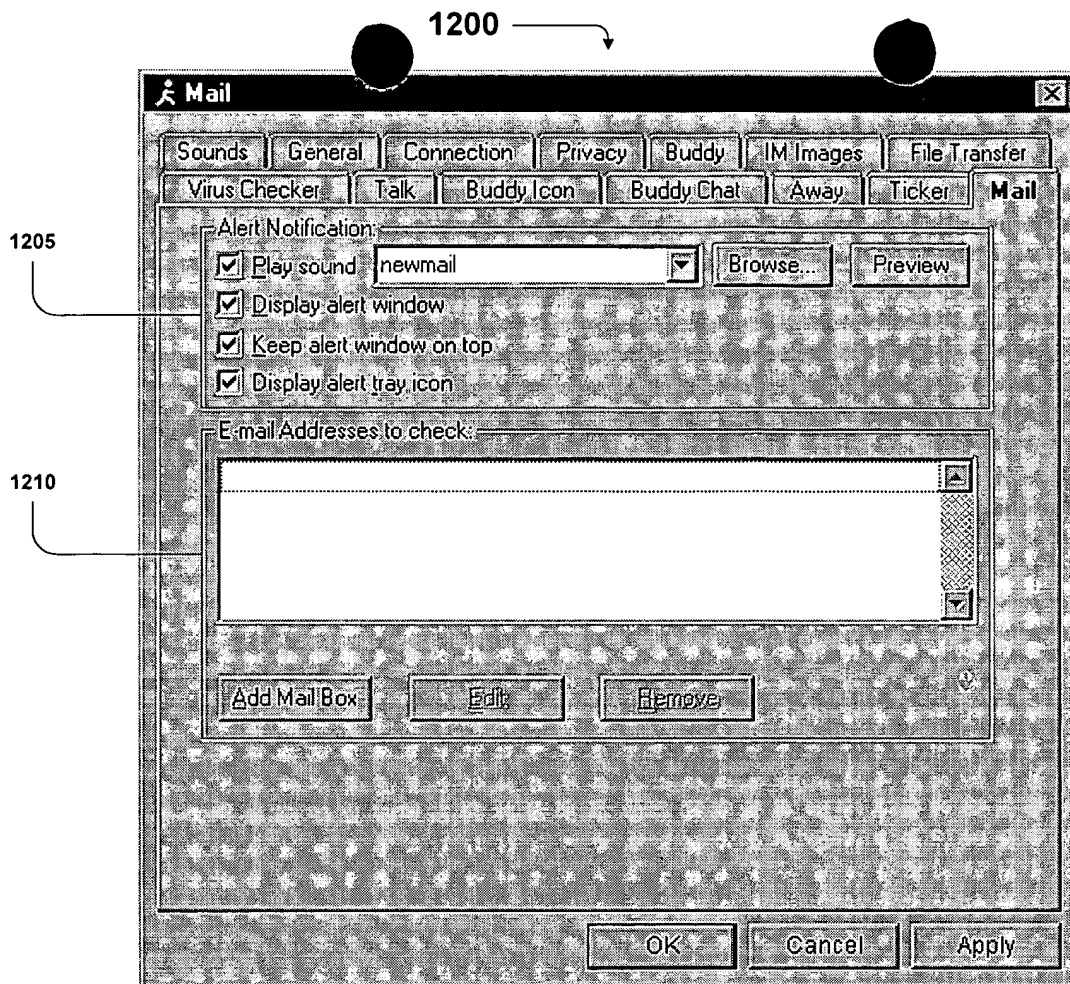 1200
Mail
Sounds General Connection Privacy Buddy IM Images File Transfer
Virus Checker Talk Buddy Icon Buddy Chat Away Ticker Mail
1205
Alert Notification:
Play sound newmail Browse... Preview
Display alert window
Keep alert window on top
Display alert tray icon
E-mail Addresses to check:
1210
Add Mail Box Edit Remove
OK Cancel Apply